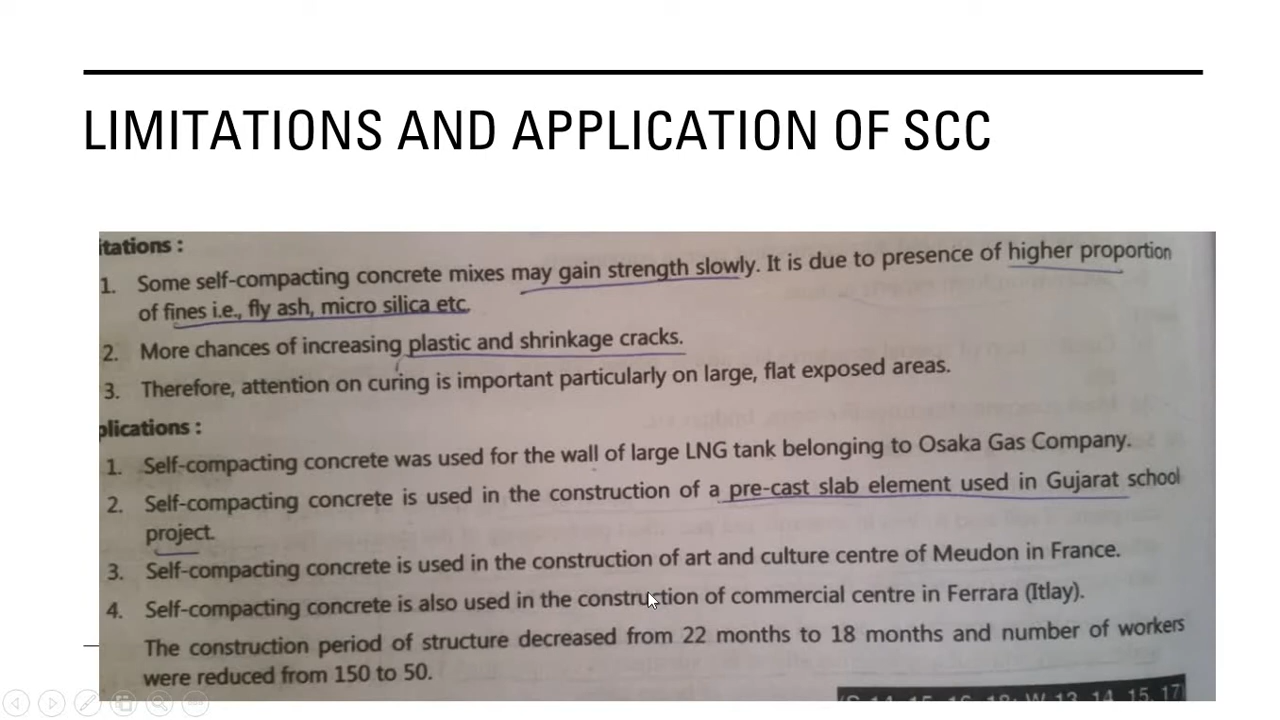 LIMITATIONS AND APPLICATION OF SCC
itations :
1. Some self-compacting concrete mixes may gain strength slowly. It is due to presence of higher proportion
of fines i.e., fly ash, micro silica etc.
2. More chances of increasing plastic and shrinkage cracks.
3. Therefore, attention on curing is important particularly on large, flat exposed areas.
plications :
1. Self-compacting concrete was used for the wall of large LNG tank belonging to Osaka Gas Company.
2. Self-compacting concrete is used in the construction of a pre-cast slab element used in Gujarat school
project.
3. Self-compacting concrete is used in the construction of art and culture centre of Meudon in France.
4. Self-compacting concrete is also used in the construction of commercial centre in Ferrara (Itlay).
The construction period of structure decreased from 22 months to 18 months and number of workers
were reduced from 150 to 50.